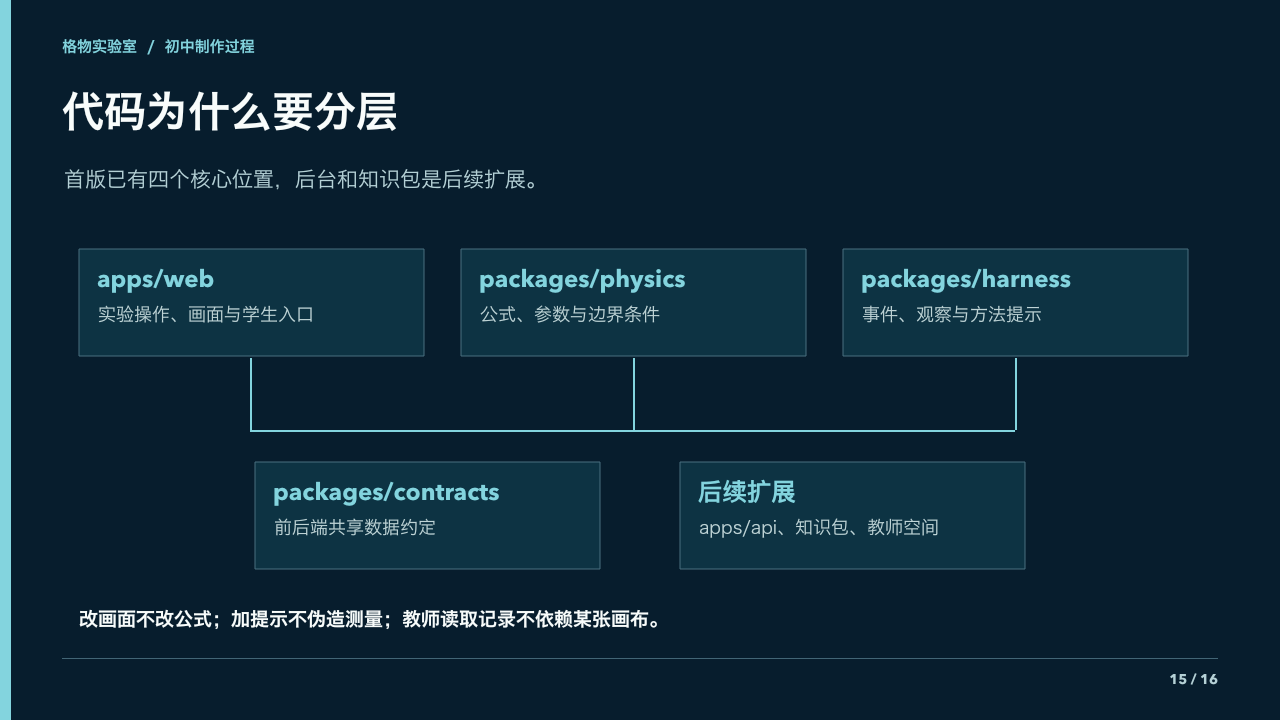 格物实验室 / 初中制作过程
代码为什么要分层
首版已有四个核心位置，后台和知识包是后续扩展。
apps/web
实验操作、画面与学生入口
packages/physics
公式、参数与边界条件
packages/harness
事件、观察与方法提示
packages/contracts
前后端共享数据约定
后续扩展
apps/api、知识包、教师空间
改画面不改公式；加提示不伪造测量；教师读取记录不依赖某张画布。
15 / 16